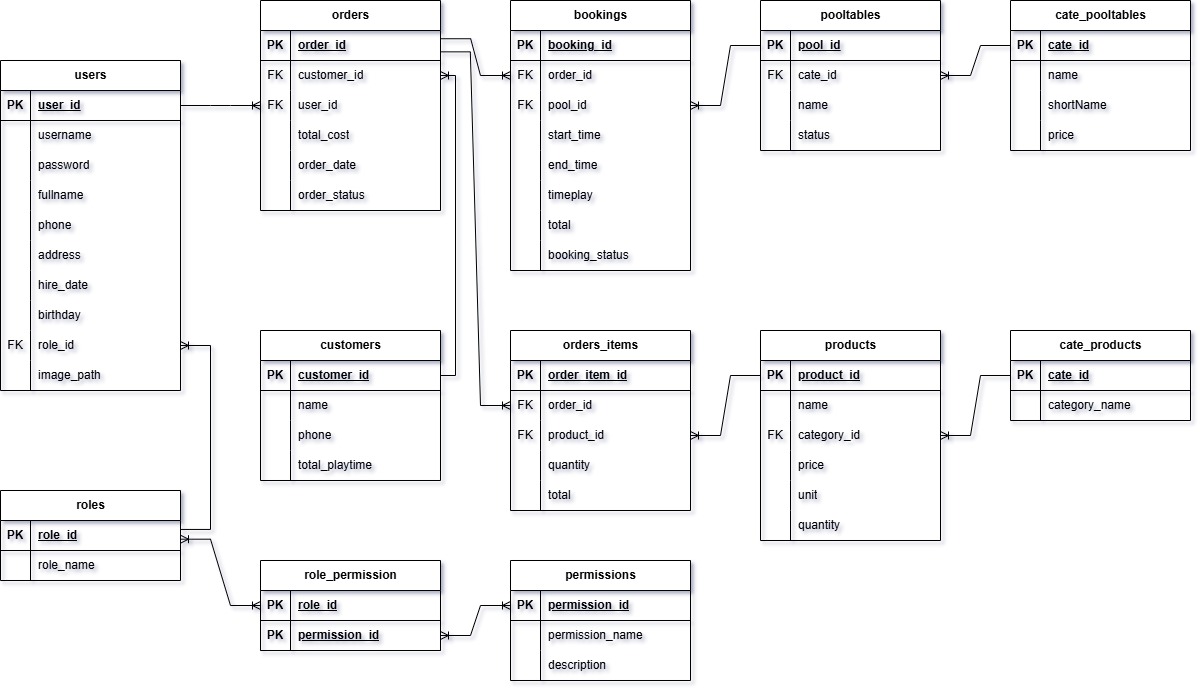 users
PK user_id
username
password
fullname
phone
address
hire_date
birthday
FK role_id
image_path
roles
PK role_id
role_name
orders
PK order_id
FK customer_id
FK user_id
total_cost
order_date
order_status
customers
PK customer_id
name
phone
total_playtime
role_permission
PK role_id
PK permission_id
bookings
PK booking_id
FK order_id
FK pool_id
start_time
end_time
timeplay
total
booking_status
orders_items
PK order_item_id
FK order_id
FK product_id
quantity
total
permissions
PK permission_id
permission_name
description
pooltables
PK pool_id
FK cate_id
name
status
products
PK product_id
name
FK category_id
price
unit
quantity
cate_pooltables
PK cate_id
name
shortName
price
cate_products
PK cate_id
category_name